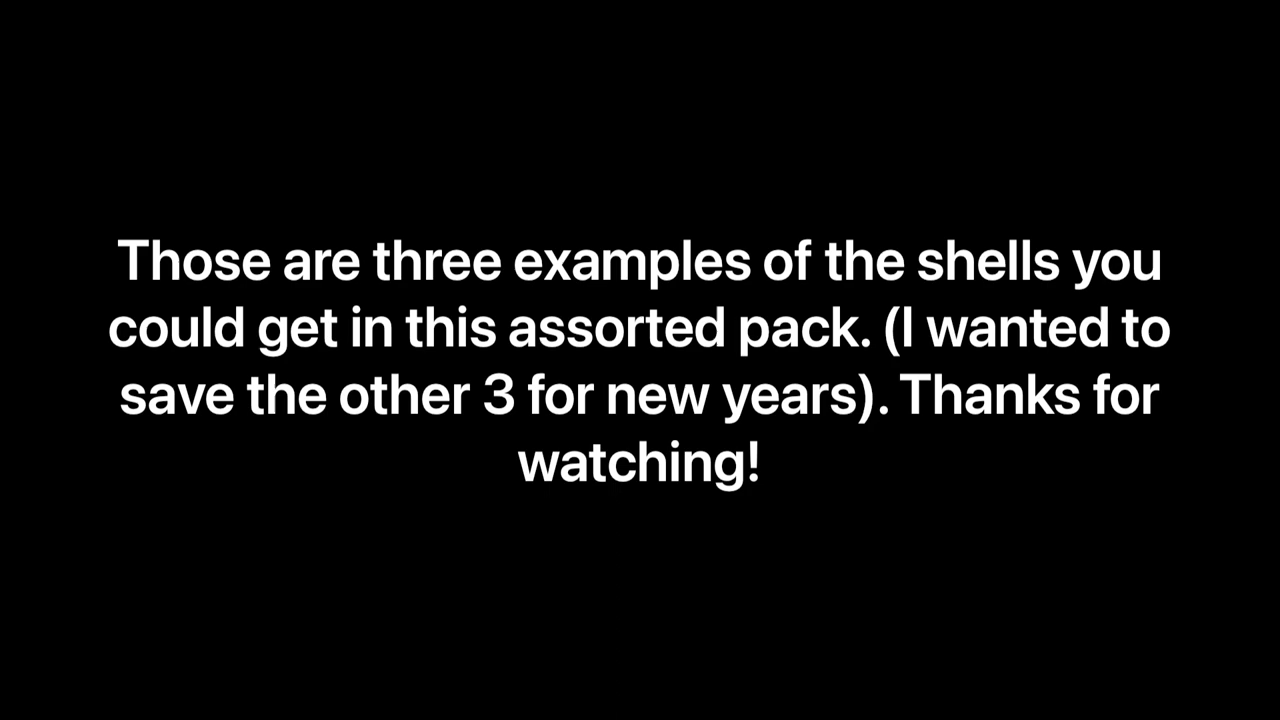 Those are three examples of the shells you
could get in this assorted pack. (I wanted to
save the other 3 for new years). Thanks for
watching!